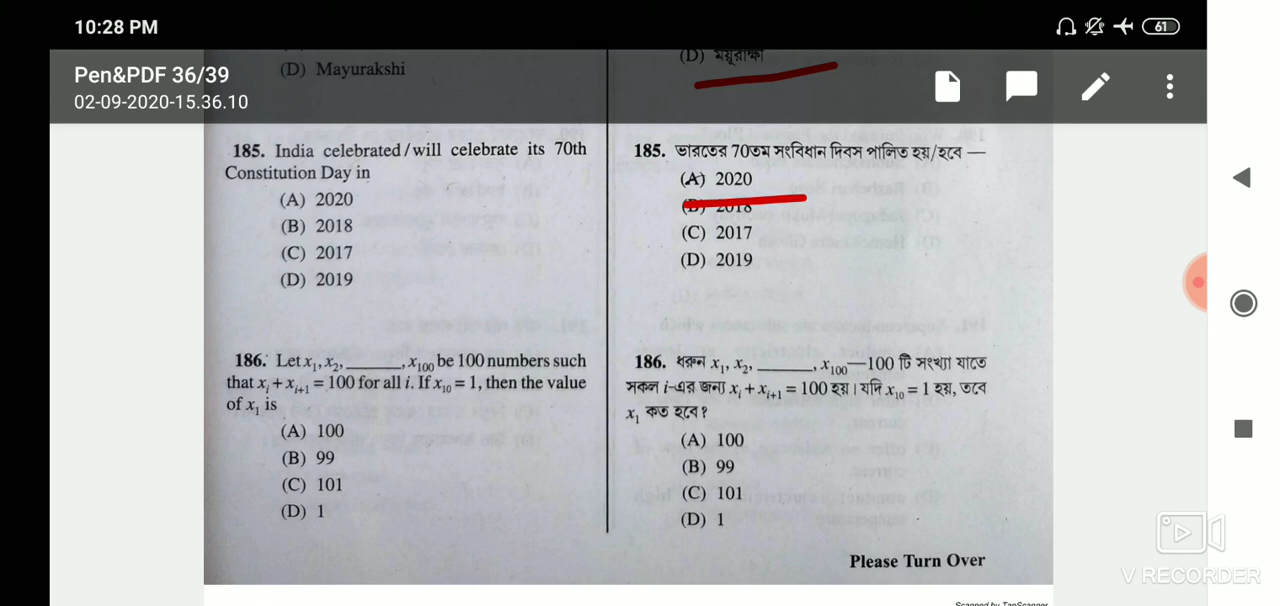 10:28 PM
61
Pen&PDF 36/39
02-09-2020-15.36.10
(D) Mayurakshi
185. India celebrated/will celebrate its 70th
Constitution Day in
(A) 2020
(B) 2018
(C) 2017
(D) 2019
186. Let x₁, x₂, ______, x₁₀₀ be 100 numbers such
that xᵢ + xᵢ₊₁ = 100 for all i. If x₁₀ = 1, then the value
of x₁ is
(A) 100
(B) 99
(C) 101
(D) 1
(D) ময়ূরাক্ষী
185. ভারতের 70তম সংবিধান দিবস পালিত হয়/হবে —
(A) 2020
(B) 2018
(C) 2017
(D) 2019
186. ধরুন x₁, x₂, ______, x₁₀₀—100 টি সংখ্যা যাতে
সকল i-এর জন্য xᵢ + xᵢ₊₁ = 100 হয়। যদি x₁₀ = 1 হয়, তবে
x₁ কত হবে?
(A) 100
(B) 99
(C) 101
(D) 1
Please Turn Over
Scanned by TapScanner
V RECORDER